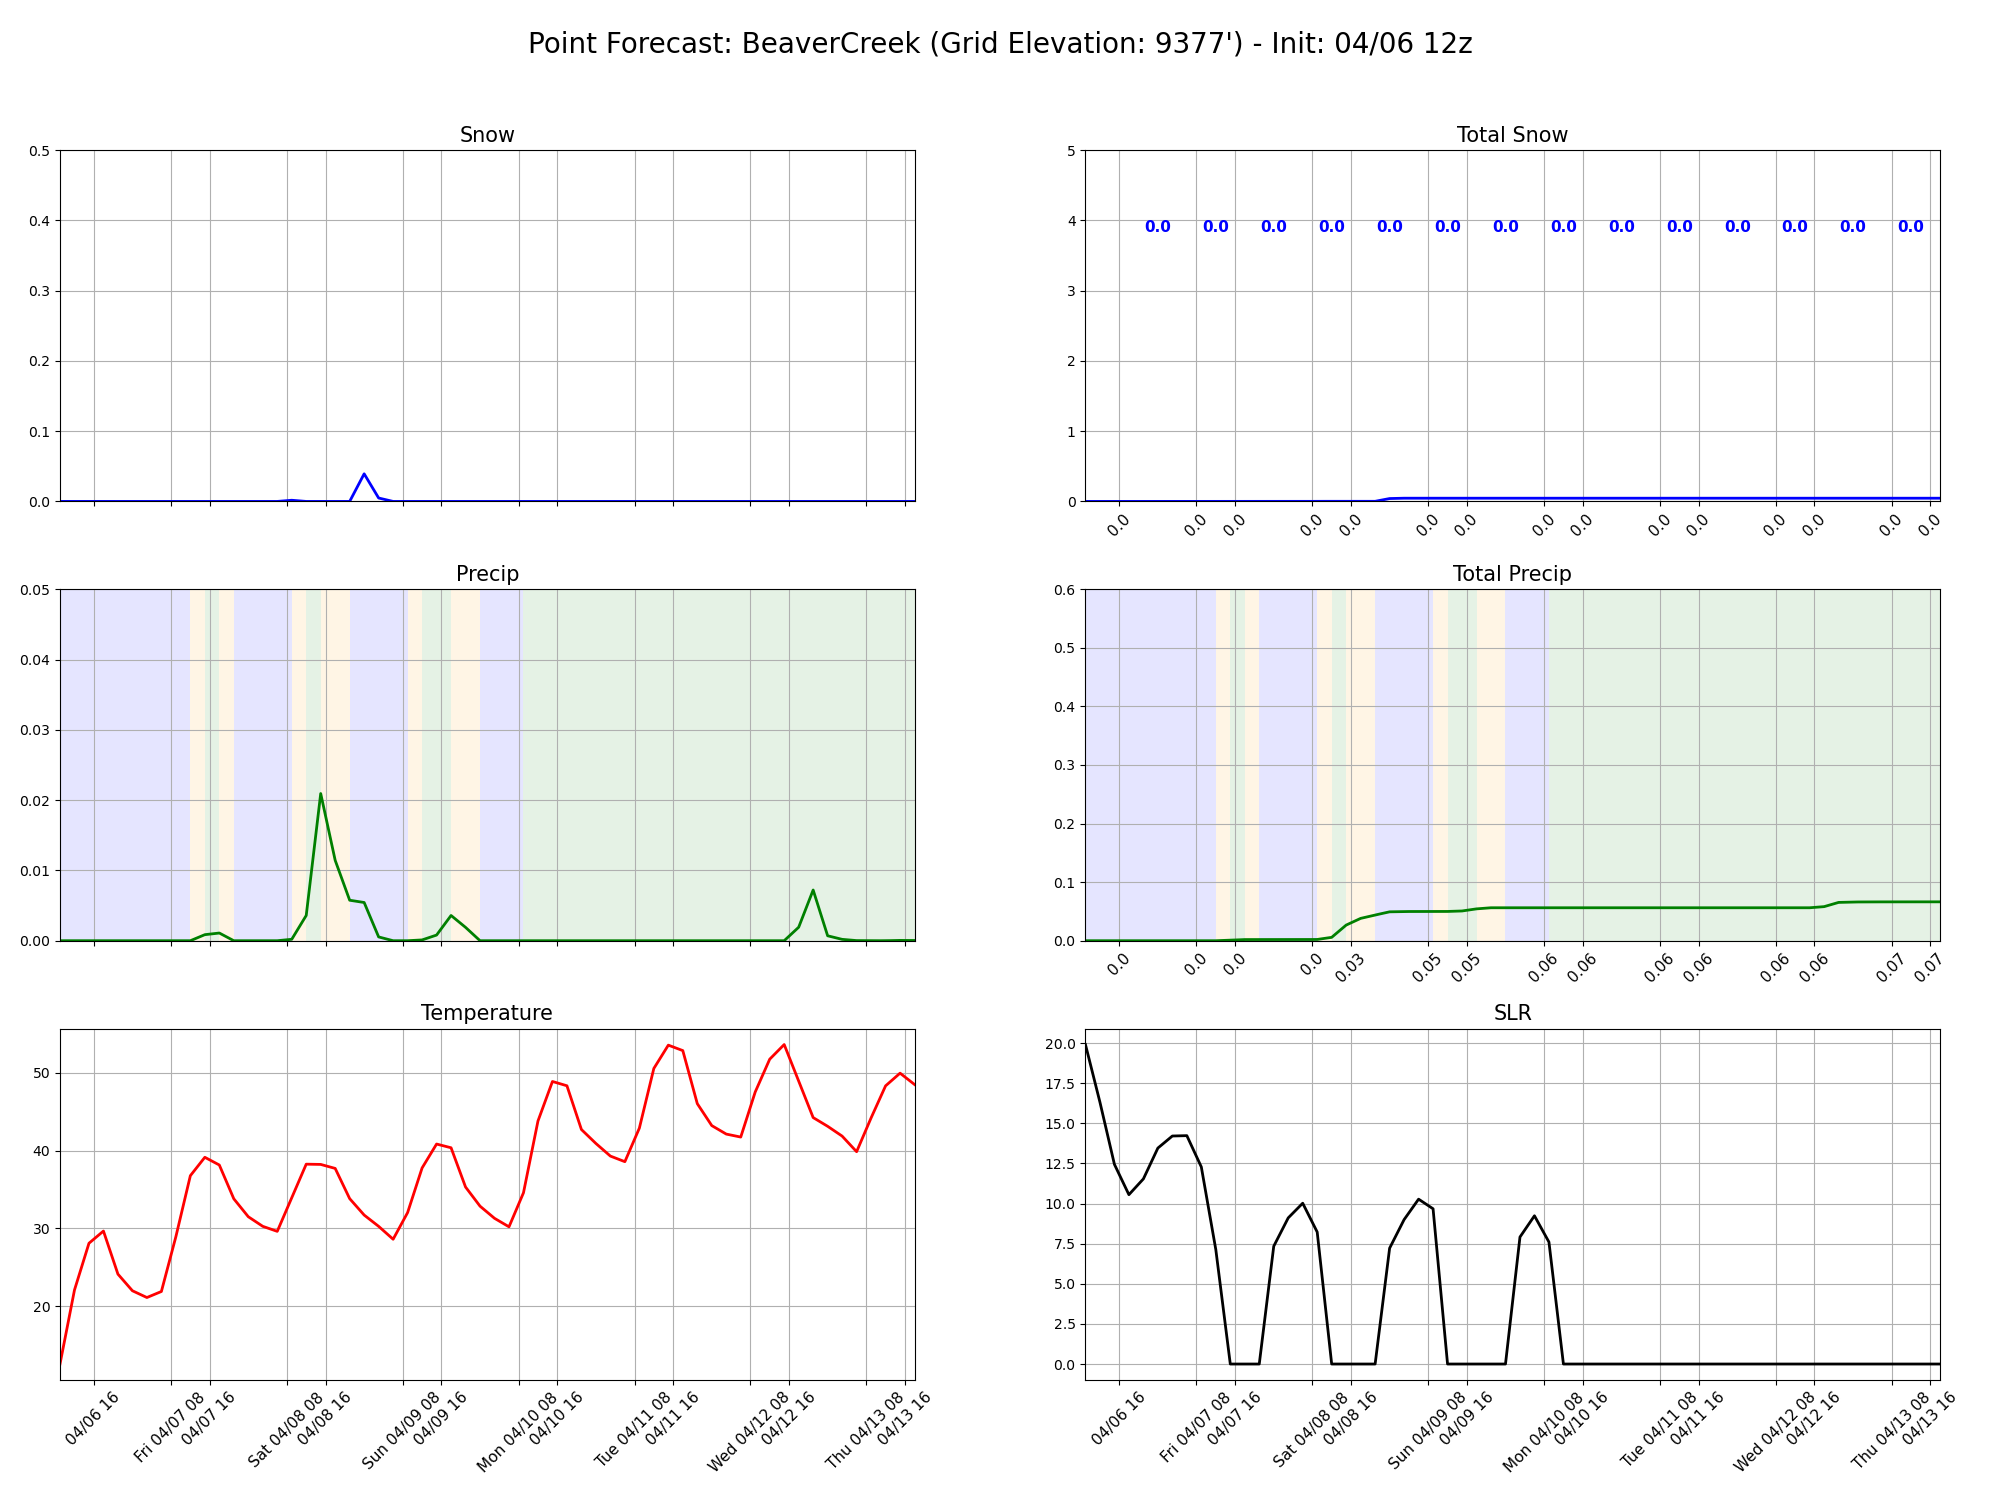 Point Forecast: BeaverCreek (Grid Elevation: 9377') - Init: 04/06 12z
Snow
0.5
0.4
0.3
0.2
0.1
0.0
Total Snow
5
4
3
2
1
0
0.0 0.0 0.0 0.0 0.0 0.0 0.0 0.0 0.0 0.0 0.0 0.0 0.0 0.0
0.0 0.0 0.0 0.0 0.0 0.0 0.0 0.0 0.0 0.0 0.0 0.0 0.0 0.0 0.0
Precip
0.05
0.04
0.03
0.02
0.01
0.00
Total Precip
0.6
0.5
0.4
0.3
0.2
0.1
0.0
0.0 0.0 0.0 0.0 0.03 0.05 0.05 0.06 0.06 0.06 0.06 0.06 0.06 0.07 0.07
Temperature
50
40
30
20
04/06 16
Fri 04/07 08
04/07 16
Sat 04/08 08
04/08 16
Sun 04/09 08
04/09 16
Mon 04/10 08
04/10 16
Tue 04/11 08
04/11 16
Wed 04/12 08
04/12 16
Thu 04/13 08
04/13 16
SLR
20.0
17.5
15.0
12.5
10.0
7.5
5.0
2.5
0.0
04/06 16
Fri 04/07 08
04/07 16
Sat 04/08 08
04/08 16
Sun 04/09 08
04/09 16
Mon 04/10 08
04/10 16
Tue 04/11 08
04/11 16
Wed 04/12 08
04/12 16
Thu 04/13 08
04/13 16